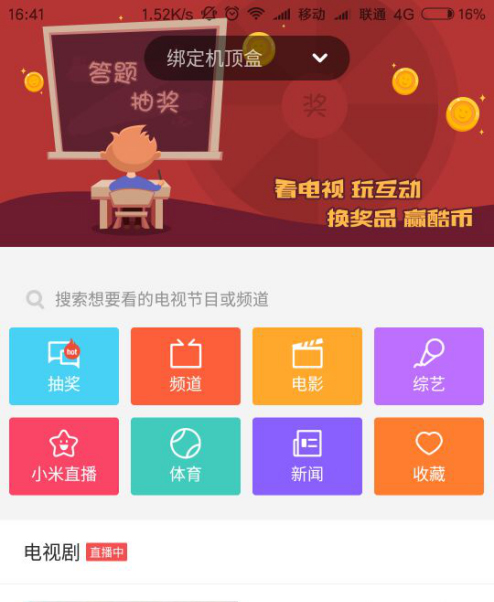 16:41 1.52K/s 移动 联通 4G 16%
绑定机顶盒
答题
抽奖
奖
看电视 玩互动
换奖品 赢酷币
搜索想要看的电视节目或频道
hot
抽奖 频道 电影 综艺
小米直播 体育 新闻 收藏
电视剧 直播中